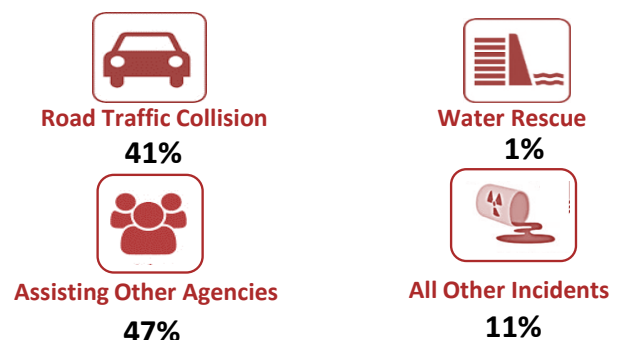 Road Traffic Collision
41%
Water Rescue
1%
Assisting Other Agencies
47%
All Other Incidents
11%